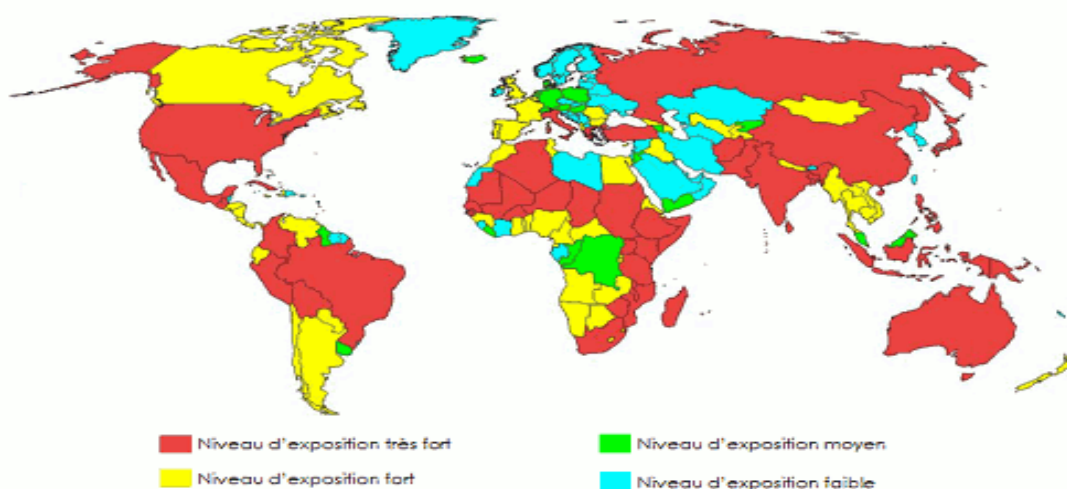 Niveau d'exposition très fort
Niveau d'exposition fort
Niveau d'exposition moyen
Niveau d'exposition faible